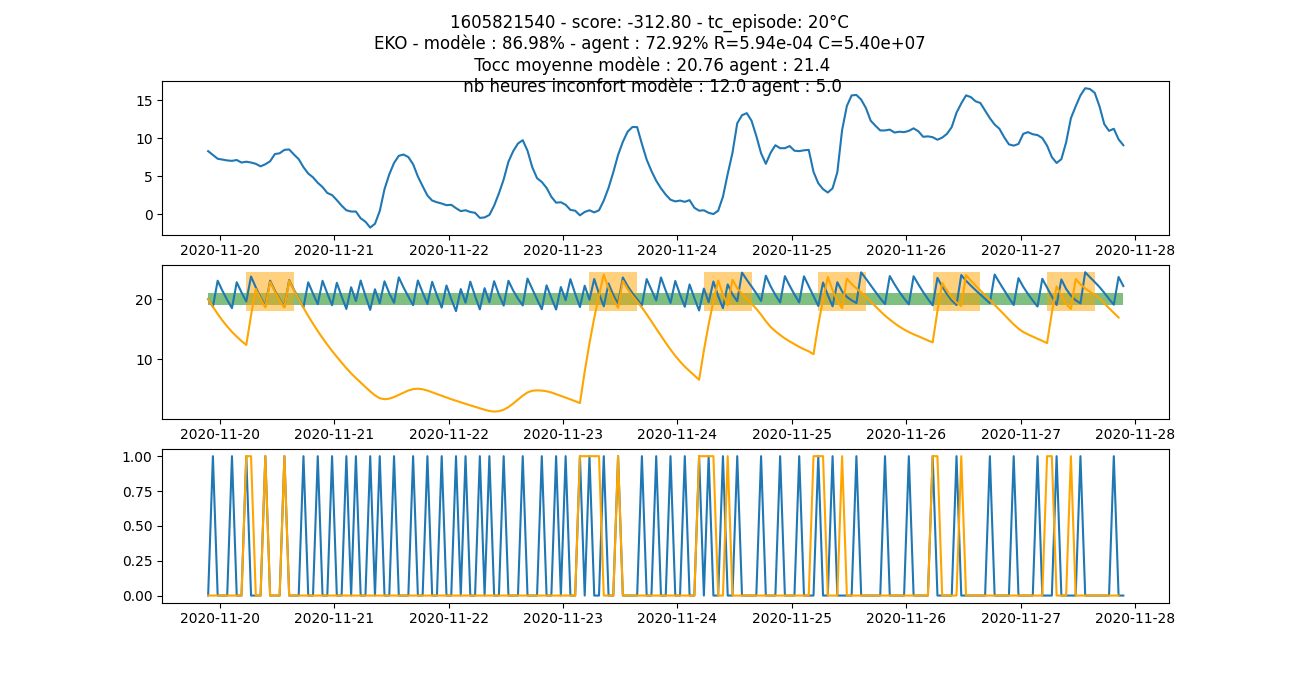 1605821540 - score: -312.80 - tc_episode: 20°C
EKO - modèle : 86.98% - agent : 72.92% R=5.94e-04 C=5.40e+07
Tocc moyenne modèle : 20.76 agent : 21.4
nb heures inconfort modèle : 12.0 agent : 5.0
15
10
5
0
2020-11-20 2020-11-21 2020-11-22 2020-11-23 2020-11-24 2020-11-25 2020-11-26 2020-11-27 2020-11-28
20
10
2020-11-20 2020-11-21 2020-11-22 2020-11-23 2020-11-24 2020-11-25 2020-11-26 2020-11-27 2020-11-28
1.00
0.75
0.50
0.25
0.00
2020-11-20 2020-11-21 2020-11-22 2020-11-23 2020-11-24 2020-11-25 2020-11-26 2020-11-27 2020-11-28